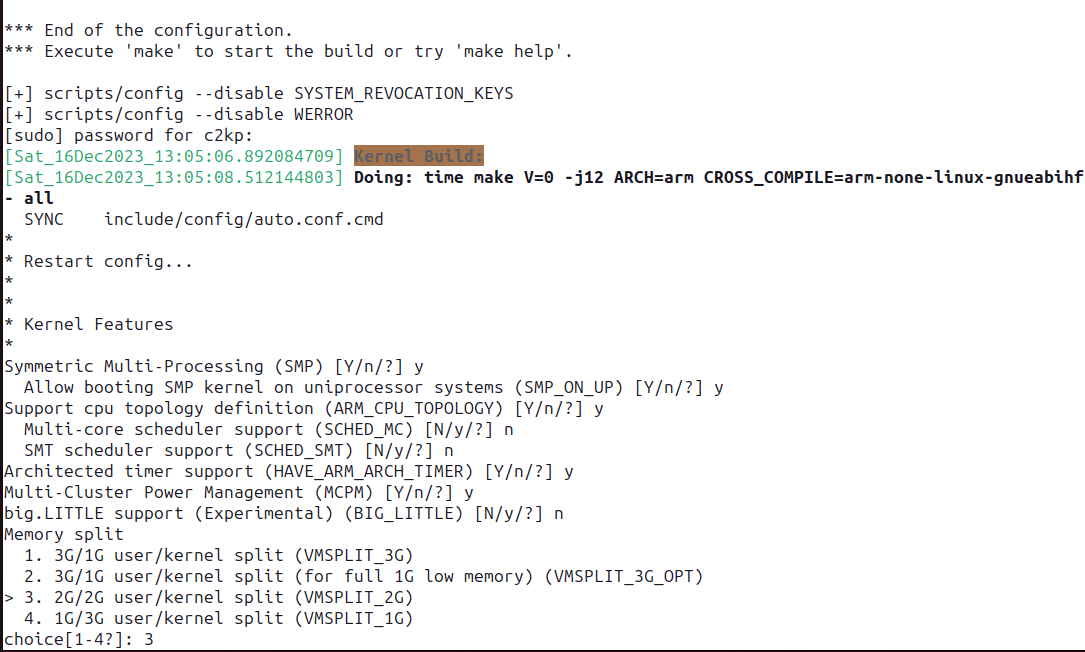 *** End of the configuration.
*** Execute 'make' to start the build or try 'make help'.
[+] scripts/config --disable SYSTEM_REVOCATION_KEYS
[+] scripts/config --disable WERROR
[sudo] password for c2kp:
[Sat_16Dec2023_13:05:06.892084709] Kernel Build:
[Sat_16Dec2023_13:05:08.512144803] Doing: time make V=0 -j12 ARCH=arm CROSS_COMPILE=arm-none-linux-gnueabihf
- all
  SYNC    include/config/auto.conf.cmd
*
* Restart config...
*
*
* Kernel Features
*
Symmetric Multi-Processing (SMP) [Y/n/?] y
  Allow booting SMP kernel on uniprocessor systems (SMP_ON_UP) [Y/n/?] y
Support cpu topology definition (ARM_CPU_TOPOLOGY) [Y/n/?] y
  Multi-core scheduler support (SCHED_MC) [N/y/?] n
  SMT scheduler support (SCHED_SMT) [N/y/?] n
Architected timer support (HAVE_ARM_ARCH_TIMER) [Y/n/?] y
Multi-Cluster Power Management (MCPM) [Y/n/?] y
big.LITTLE support (Experimental) (BIG_LITTLE) [N/y/?] n
Memory split
  1. 3G/1G user/kernel split (VMSPLIT_3G)
  2. 3G/1G user/kernel split (for full 1G low memory) (VMSPLIT_3G_OPT)
> 3. 2G/2G user/kernel split (VMSPLIT_2G)
  4. 1G/3G user/kernel split (VMSPLIT_1G)
choice[1-4?]: 3